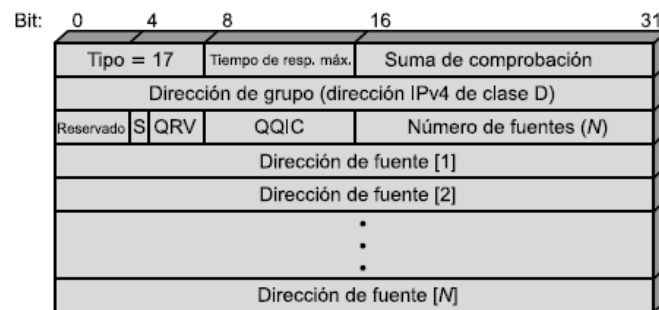 Bit: 0 4 8 16 31
Tipo = 17 Tiempo de resp. máx. Suma de comprobación
Dirección de grupo (dirección IPv4 de clase D)
Reservado S QRV QQIC Número de fuentes (N)
Dirección de fuente [1]
Dirección de fuente [2]
Dirección de fuente [N]